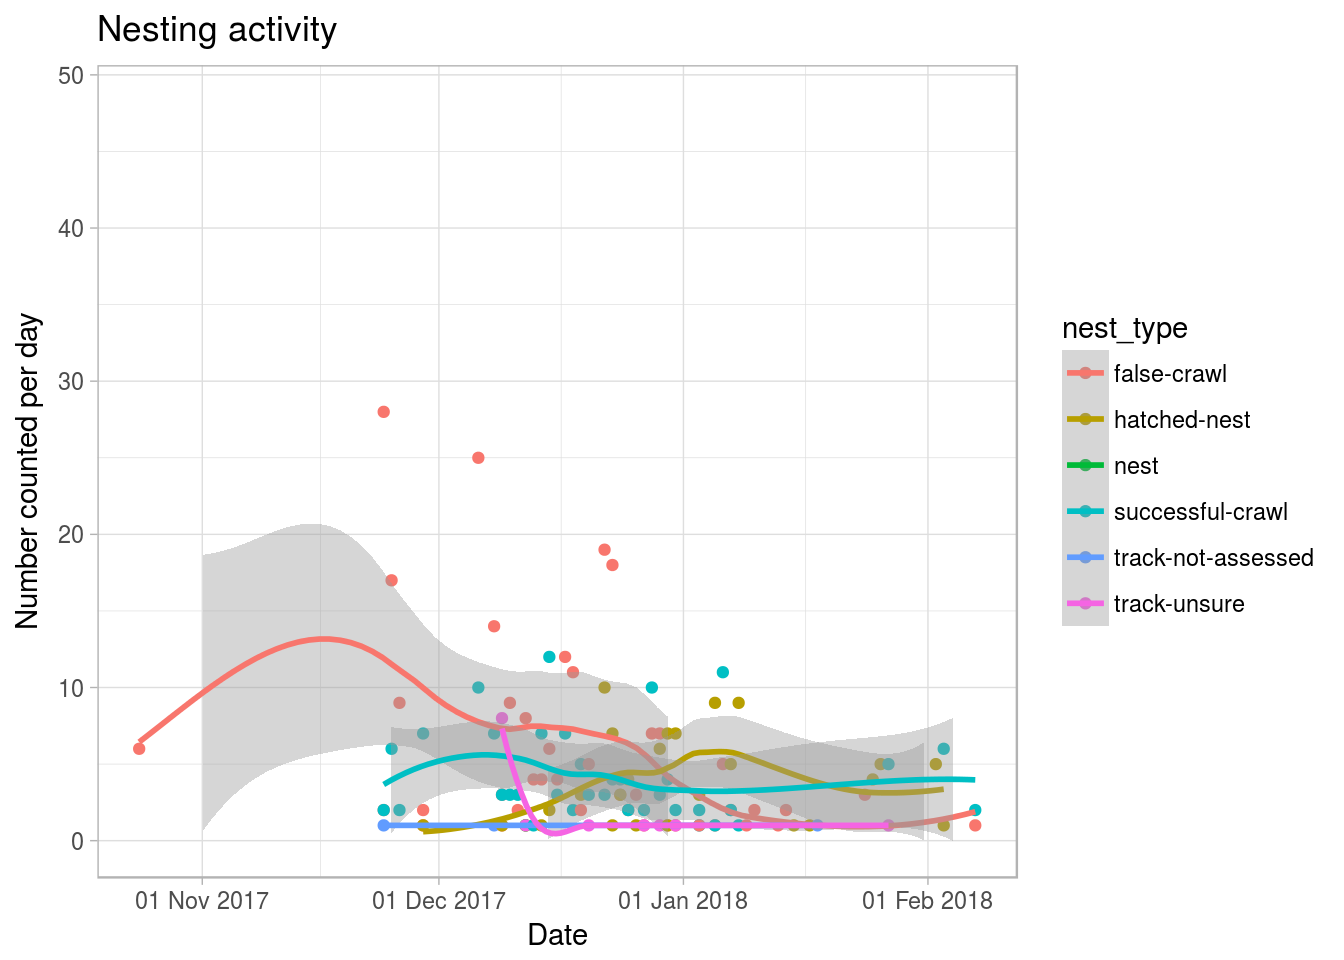 Nesting activity
50
40
30
20
10
0
Number counted per day
01 Nov 2017
01 Dec 2017
01 Jan 2018
01 Feb 2018
Date
nest_type
false-crawl
hatched-nest
nest
successful-crawl
track-not-assessed
track-unsure